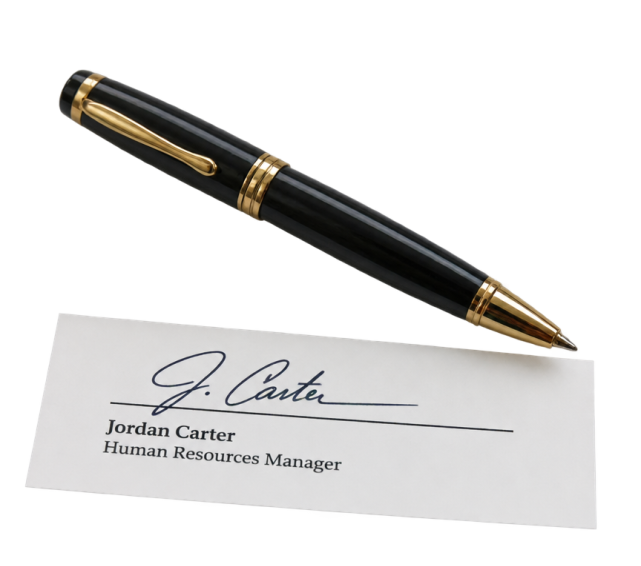 J. Carter
Jordan Carter
Human Resources Manager